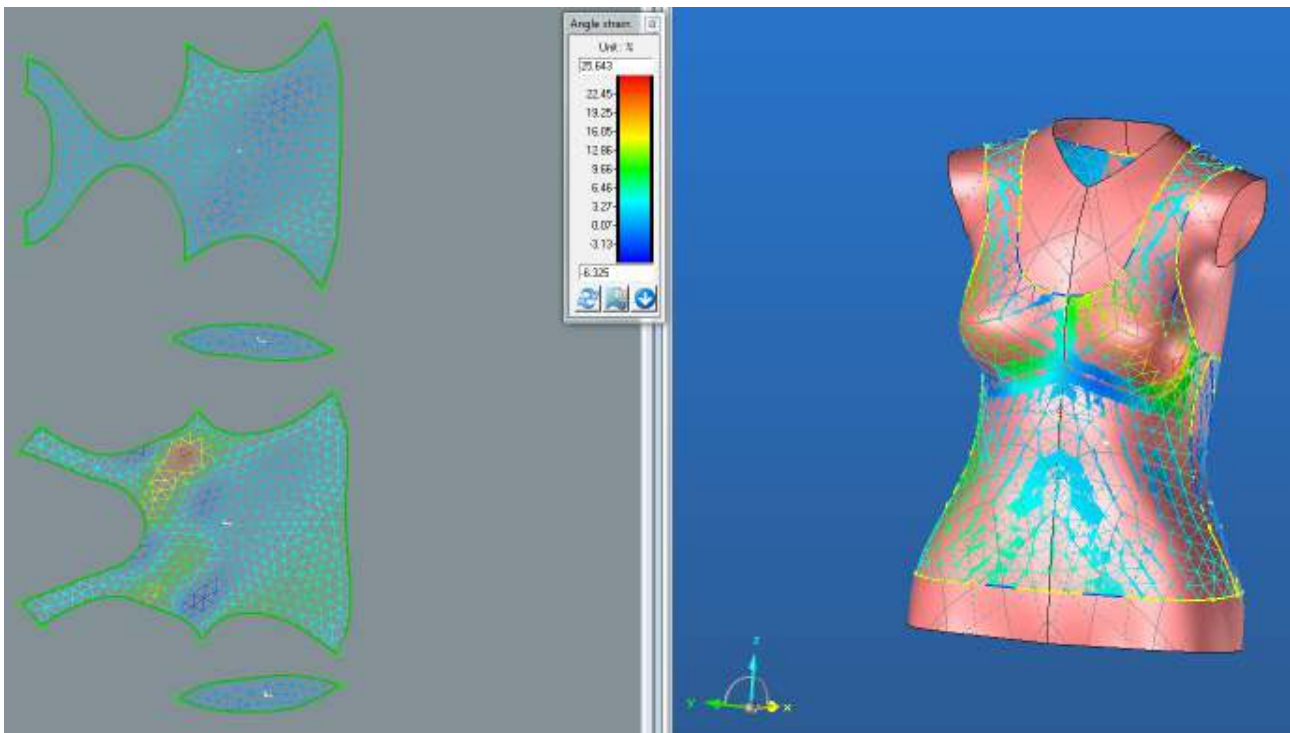 Angle strain.
Unit: %
25.643
22.45
19.25
16.05
12.86
9.66
6.46
3.27
0.07
-3.13
-6.325
z
y
x